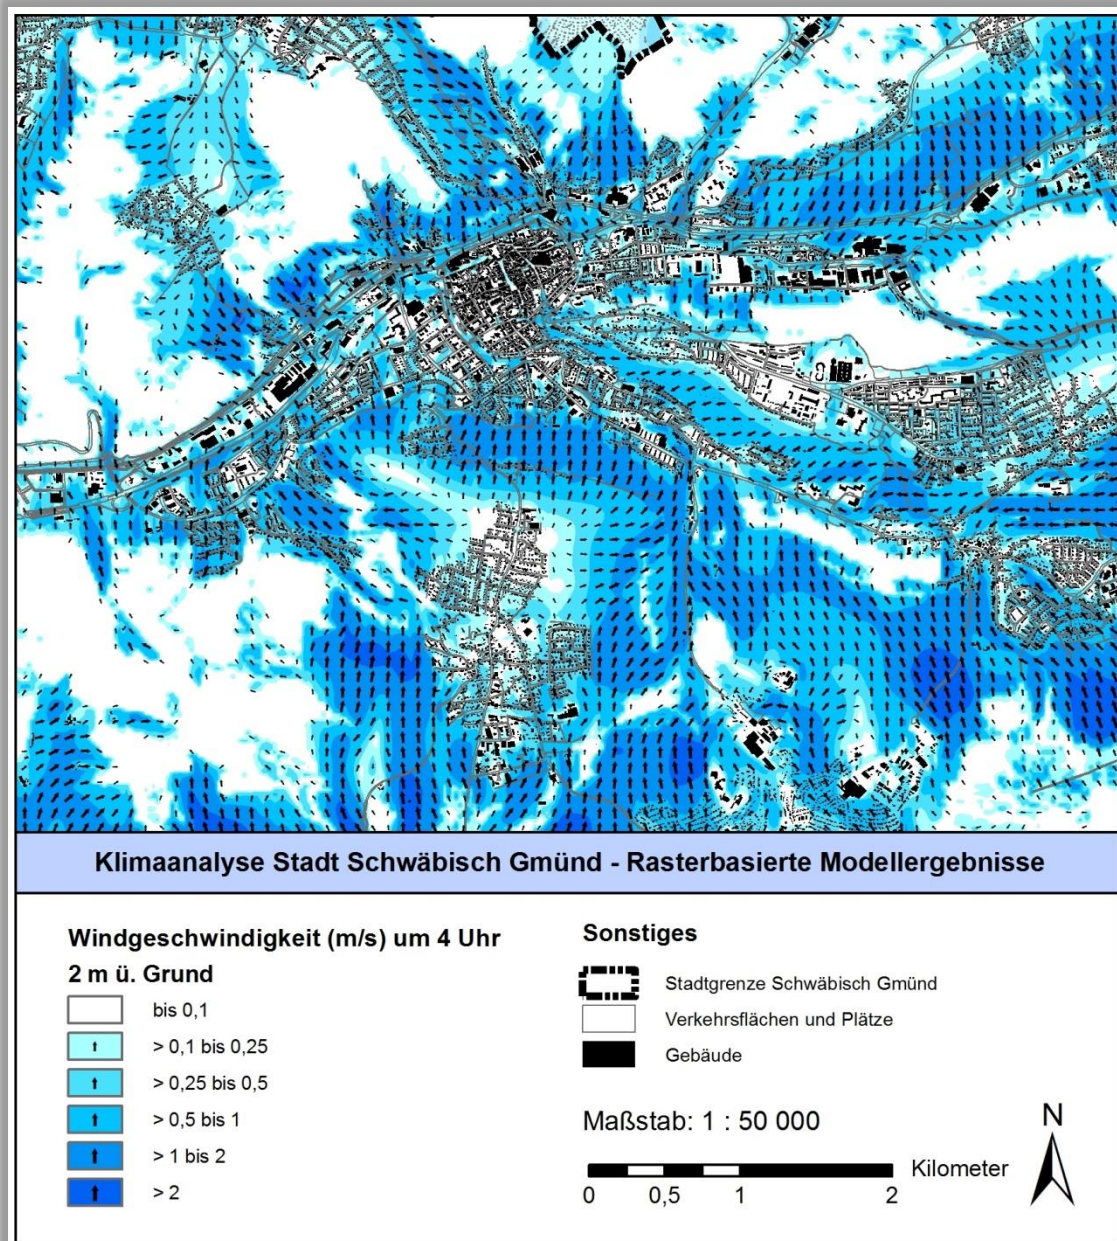 Klimaanalyse Stadt Schwäbisch Gmünd - Rasterbasierte Modellergebnisse
Windgeschwindigkeit (m/s) um 4 Uhr
2 m ü. Grund
bis 0,1
> 0,1 bis 0,25
> 0,25 bis 0,5
> 0,5 bis 1
> 1 bis 2
> 2
Sonstiges
Stadtgrenze Schwäbisch Gmünd
Verkehrsflächen und Plätze
Gebäude
Maßstab: 1 : 50 000
Kilometer
0 0,5 1 2
N